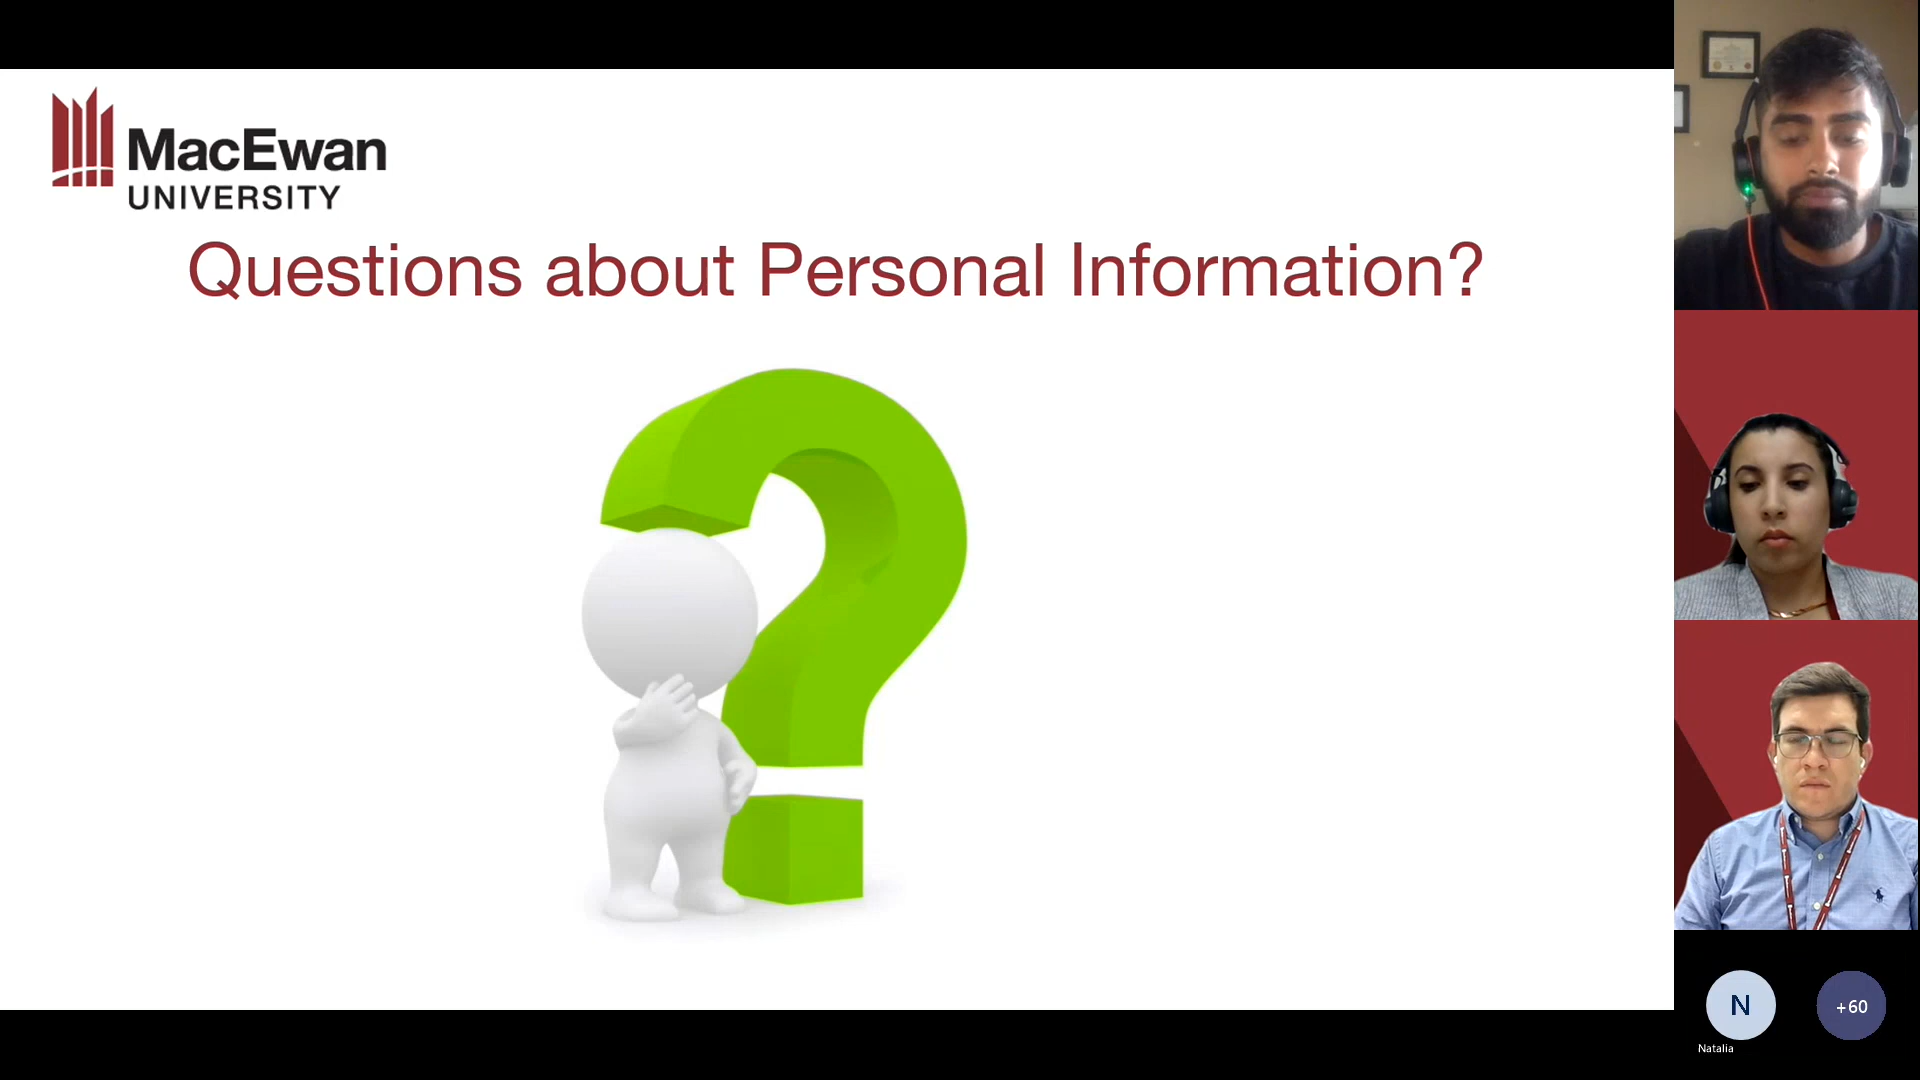 MacEwan
UNIVERSITY
Questions about Personal Information?
N
+60
Natalia